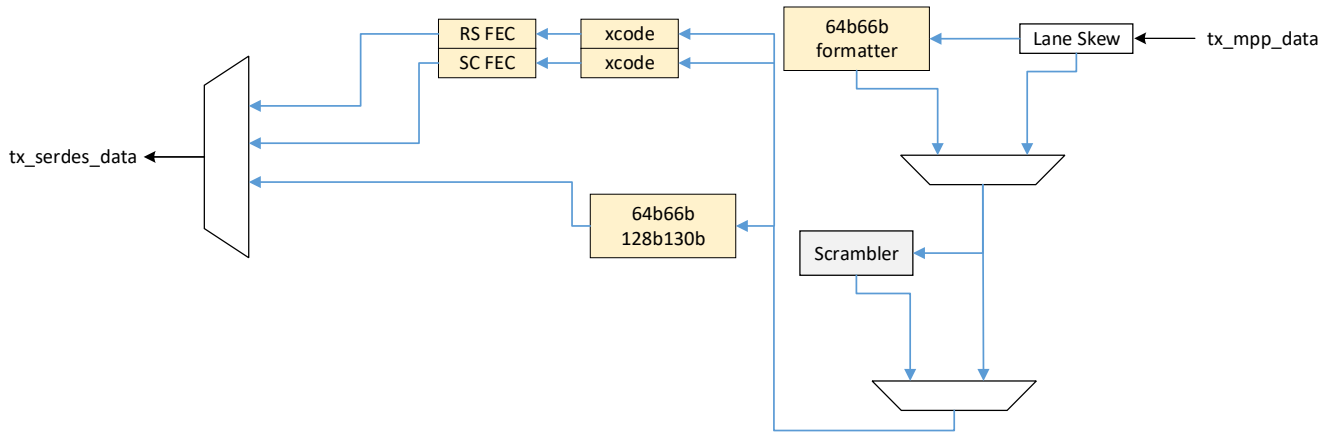 RS FEC
xcode
64b66b
formatter
Lane Skew
tx_mpp_data
SC FEC
xcode
tx_serdes_data
64b66b
128b130b
Scrambler